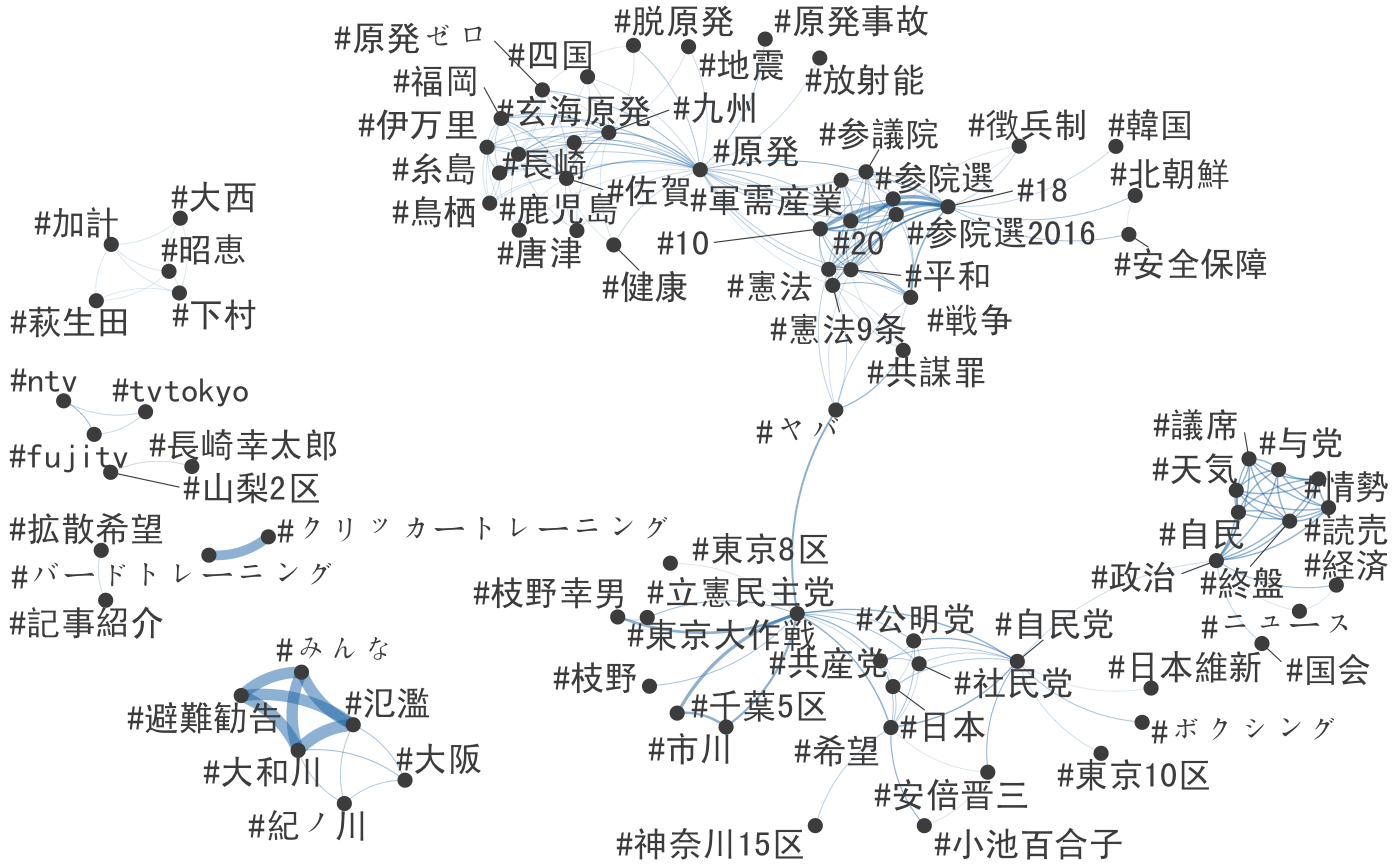 #脱原発
#原発事故
#原発ゼロ
#四国
#地震
#放射能
#福岡
#玄海原発
#九州
#伊万里
#参議院
#徴兵制
#韓国
#原発
#長崎
#糸島
#佐賀
#参院選
#18
#北朝鮮
#軍需産業
#鳥栖
#鹿児島
#大西
#加計
#唐津
#10
#20
#参院選2016
#昭恵
#安全保障
#健康
#憲法
#平和
#萩生田
#下村
#憲法9条
#戦争
#共謀罪
#ntv
#tvtokyo
#ヤバ
#議席
#与党
#fujitv
#長崎幸太郎
#天気
#情勢
#山梨2区
#拡散希望
#クリッカートレーニング
#自民
#読売
#バードトレーニング
#東京8区
#政治
#終盤
#経済
#記事紹介
#枝野幸男
#立憲民主党
#東京大作戦
#公明党
#自民党
#ニュース
#みんな
#共産党
#日本維新
#国会
#枝野
#社民党
#避難勧告
#氾濫
#千葉5区
#日本
#ボクシング
#市川
#希望
#大和川
#大阪
#安倍晋三
#東京10区
#紀ノ川
#神奈川15区
#小池百合子